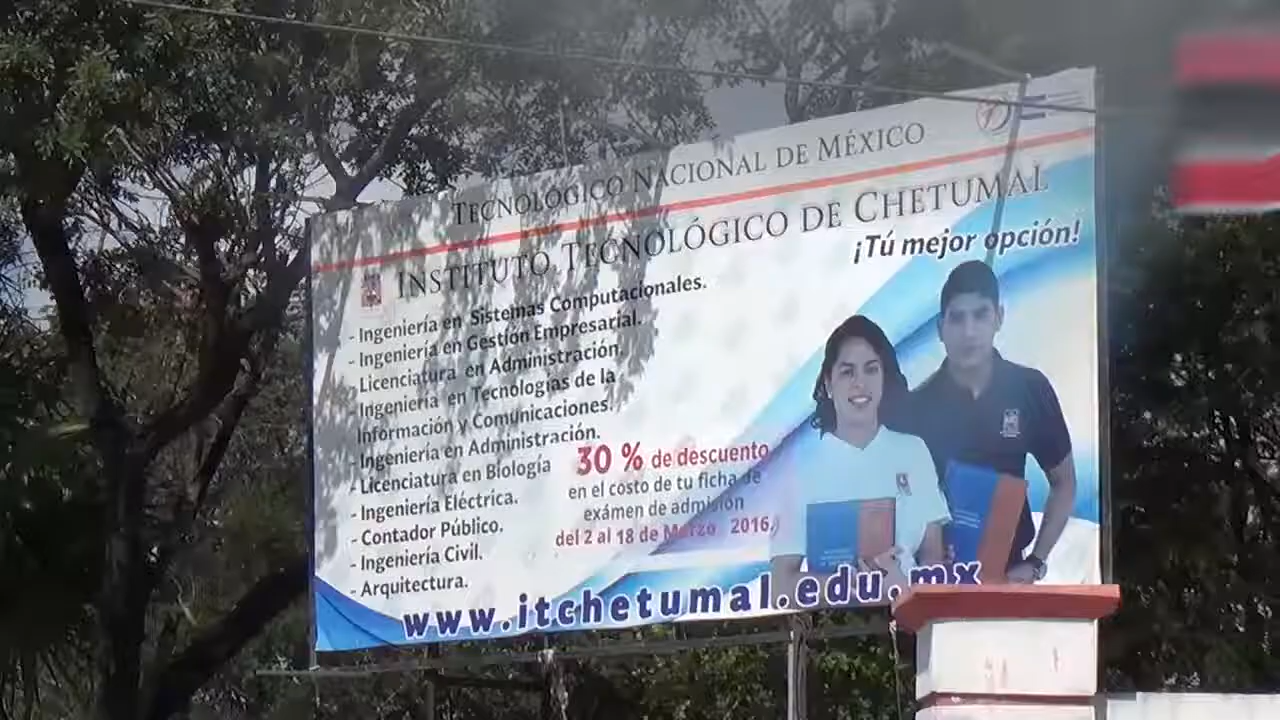 TECNOLÓGICO NACIONAL DE MÉXICO
INSTITUTO TECNOLÓGICO DE CHETUMAL
¡Tú mejor opción!
- Ingeniería en Sistemas Computacionales.
- Ingeniería en Gestión Empresarial.
- Licenciatura en Administración.
- Ingeniería en Tecnologías de la
Información y Comunicaciones.
- Ingeniería en Administración.
- Licenciatura en Biología
- Ingeniería Eléctrica.
- Contador Público.
- Ingeniería Civil.
- Arquitectura.
30 % de descuento
en el costo de tu ficha de
exámen de admisión
del 2 al 18 de Marzo 2016.
www.itchetumal.edu.mx